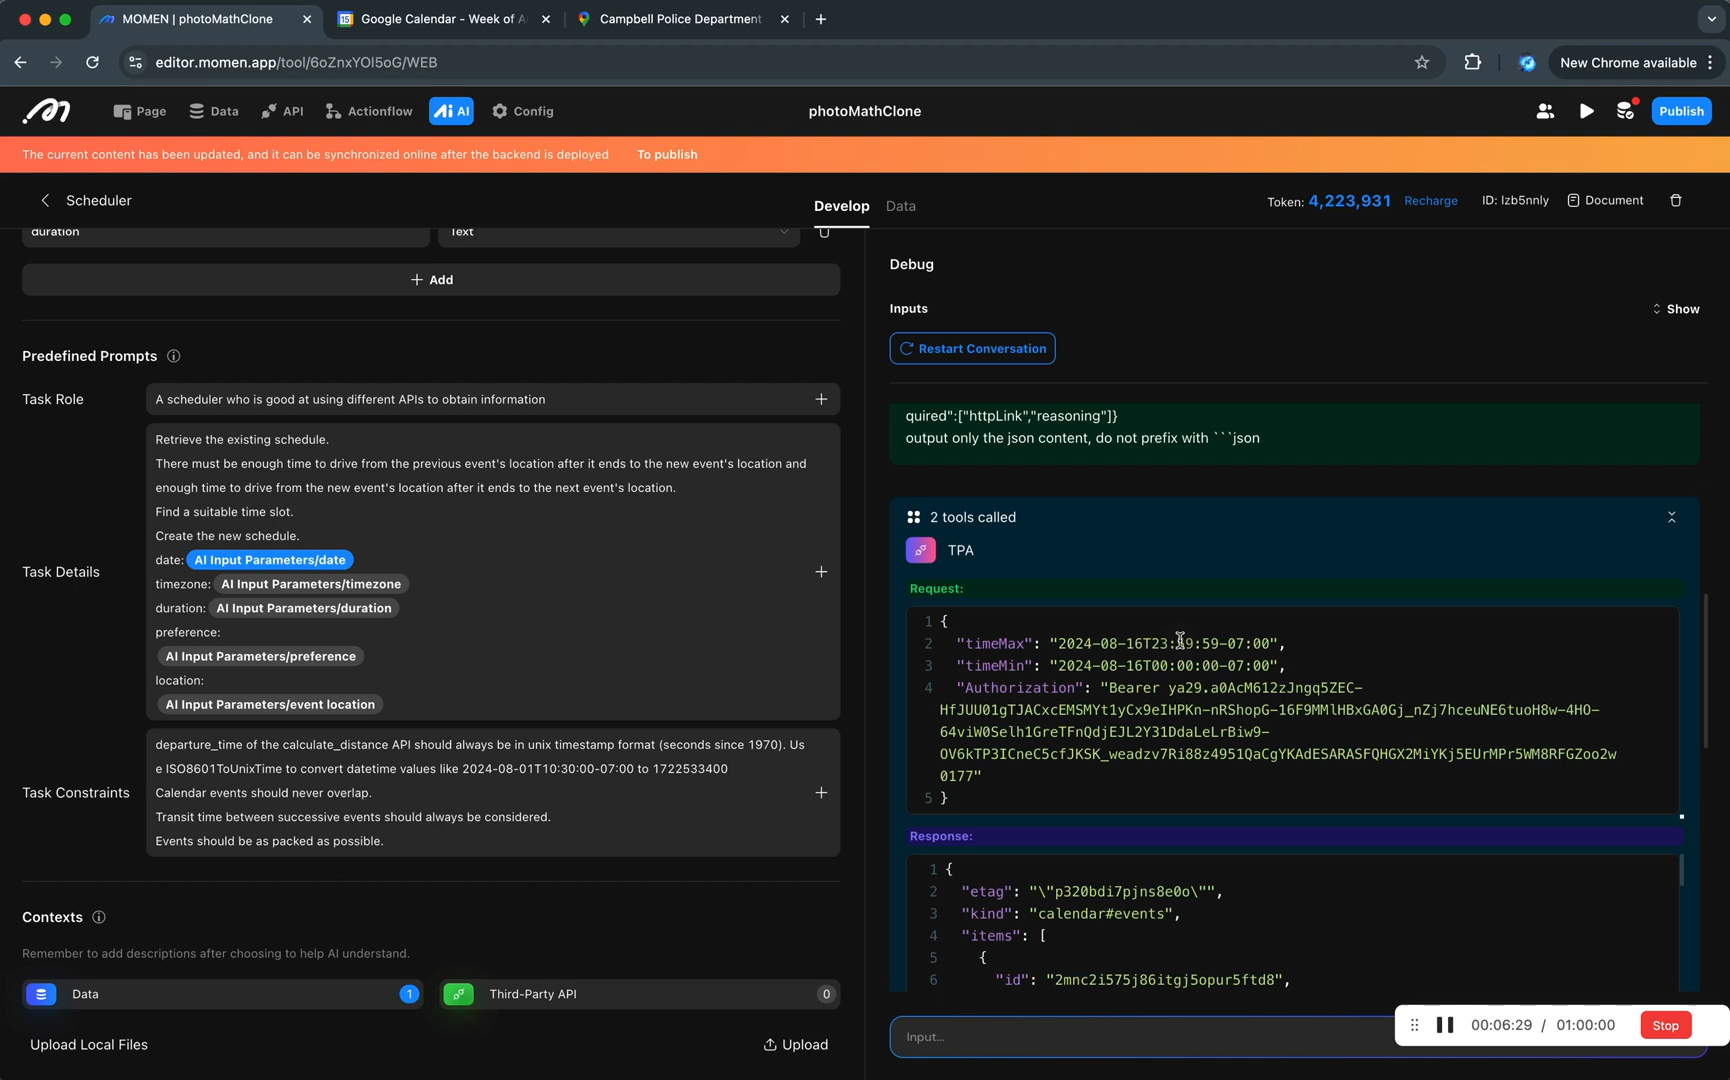 MOMEN | photoMathClone
Google Calendar - Week of A
Campbell Police Department
editor.momen.app/tool/6oZnxYOl5oG/WEB
New Chrome available
Page
Data
API
Actionflow
AI
Config
photoMathClone
Publish
The current content has been updated, and it can be synchronized online after the backend is deployed
To publish
Scheduler
Develop
Data
Token: 4,223,931
Recharge
ID: lzb5nnly
Document
duration
Text
Add
Predefined Prompts
Task Role
A scheduler who is good at using different APIs to obtain information
Task Details
Retrieve the existing schedule.
There must be enough time to drive from the previous event's location after it ends to the new event's location and
enough time to drive from the new event's location after it ends to the next event's location.
Find a suitable time slot.
Create the new schedule.
date: AI Input Parameters/date
timezone: AI Input Parameters/timezone
duration: AI Input Parameters/duration
preference:
AI Input Parameters/preference
location:
AI Input Parameters/event location
Task Constraints
departure_time of the calculate_distance API should always be in unix timestamp format (seconds since 1970). Us
e ISO8601ToUnixTime to convert datetime values like 2024-08-01T10:30:00-07:00 to 1722533400
Calendar events should never overlap.
Transit time between successive events should always be considered.
Events should be as packed as possible.
Contexts
Remember to add descriptions after choosing to help AI understand.
Data
1
Third-Party API
0
Upload Local Files
Upload
Debug
Inputs
Show
Restart Conversation
quired":["httpLink","reasoning"]}
output only the json content, do not prefix with ```json
2 tools called
TPA
Request:
1 {
2 "timeMax": "2024-08-16T23:59:59-07:00",
3 "timeMin": "2024-08-16T00:00:00-07:00",
4 "Authorization": "Bearer ya29.a0AcM612zJngq5ZEC-
HfJUU01gTJACxcEMSMYt1yCx9eIHPKn-nRShopG-16F9MMlHBxGA0Gj_nZj7hceuNE6tuoH8w-4HO-
64viW0Selh1GreTFnQdjEJL2Y31DdaLeLrBiw9-
OV6kTP3ICneC5cfJKSK_weadzv7Ri88z4951QaCgYKAdESARASFQHGX2MiYKj5EUrMPr5WM8RFGZoo2w
0177"
5 }
Response:
1 {
2 "etag": "\"p320bdi7pjns8e0o\"",
3 "kind": "calendar#events",
4 "items": [
5 {
6 "id": "2mnc2i575j86itgj5opur5ftd8",
Input...
00:06:29 / 01:00:00
Stop